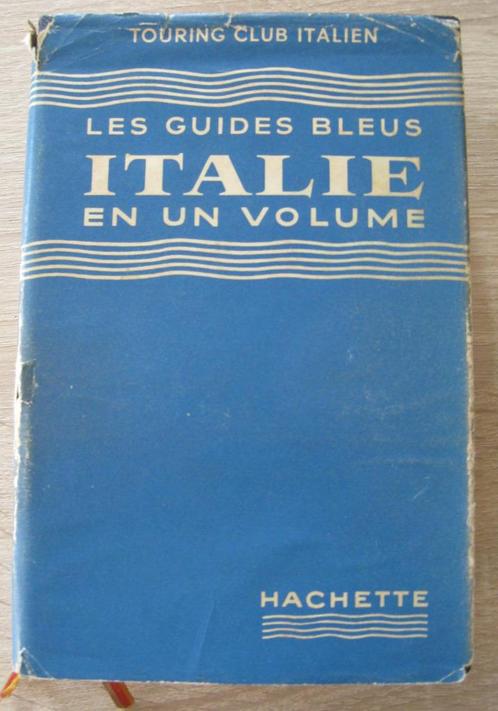 TOURING CLUB ITALIEN
LES GUIDES BLEUS
ITALIE
EN UN VOLUME
HACHETTE